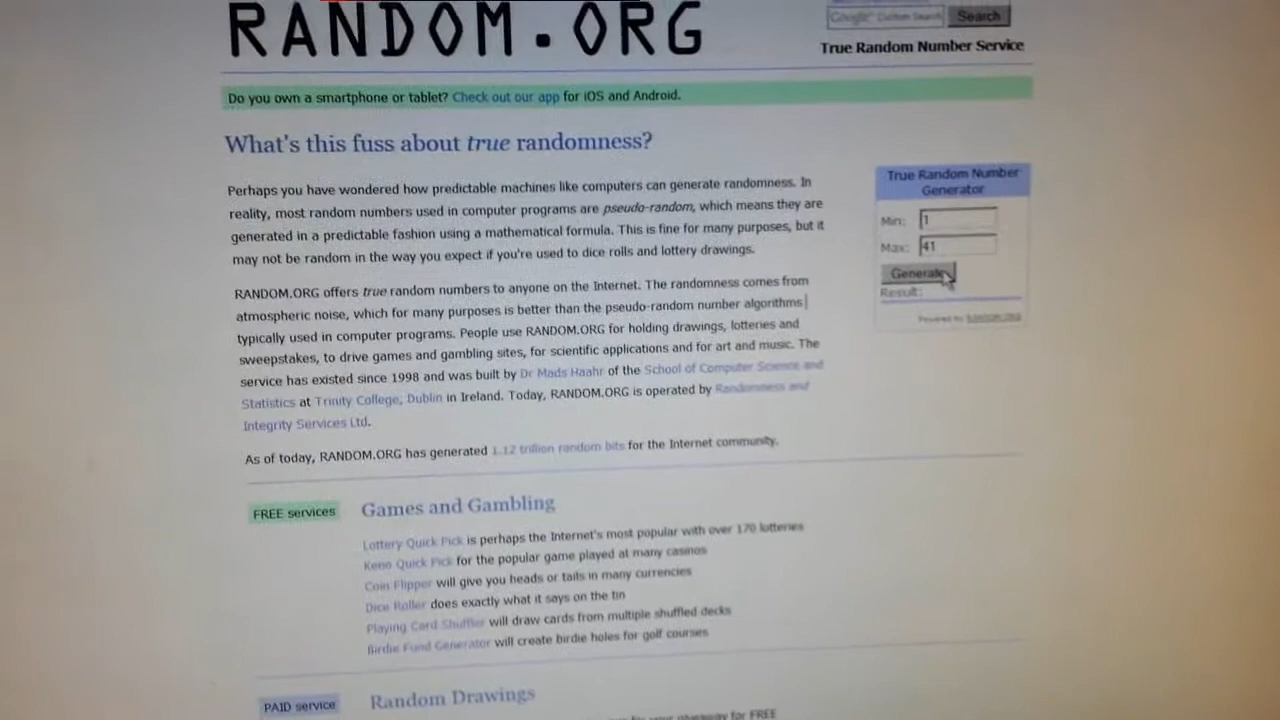 RANDOM.ORG
Google™ Custom Search Search
True Random Number Service
Do you own a smartphone or tablet? Check out our app for iOS and Android.
What's this fuss about true randomness?
Perhaps you have wondered how predictable machines like computers can generate randomness. In
reality, most random numbers used in computer programs are pseudo-random, which means they are
generated in a predictable fashion using a mathematical formula. This is fine for many purposes, but it
may not be random in the way you expect if you're used to dice rolls and lottery drawings.
RANDOM.ORG offers true random numbers to anyone on the Internet. The randomness comes from
atmospheric noise, which for many purposes is better than the pseudo-random number algorithms
typically used in computer programs. People use RANDOM.ORG for holding drawings, lotteries and
sweepstakes, to drive games and gambling sites, for scientific applications and for art and music. The
service has existed since 1998 and was built by Dr Mads Haahr of the School of Computer Science and
Statistics at Trinity College, Dublin in Ireland. Today, RANDOM.ORG is operated by Randomness and
Integrity Services Ltd.
As of today, RANDOM.ORG has generated 1.12 trillion random bits for the Internet community.
True Random Number
Generator
Min: 1
Max: 41
Generate
Result:
Powered by RANDOM.ORG
FREE services
Games and Gambling
Lottery Quick Pick is perhaps the Internet's most popular with over 170 lotteries
Keno Quick Pick for the popular game played at many casinos
Coin Flipper will give you heads or tails in many currencies
Dice Roller does exactly what it says on the tin
Playing Card Shuffler will draw cards from multiple shuffled decks
Birdie Fund Generator will create birdie holes for golf courses
PAID service
Random Drawings
for your giveaway for FREE